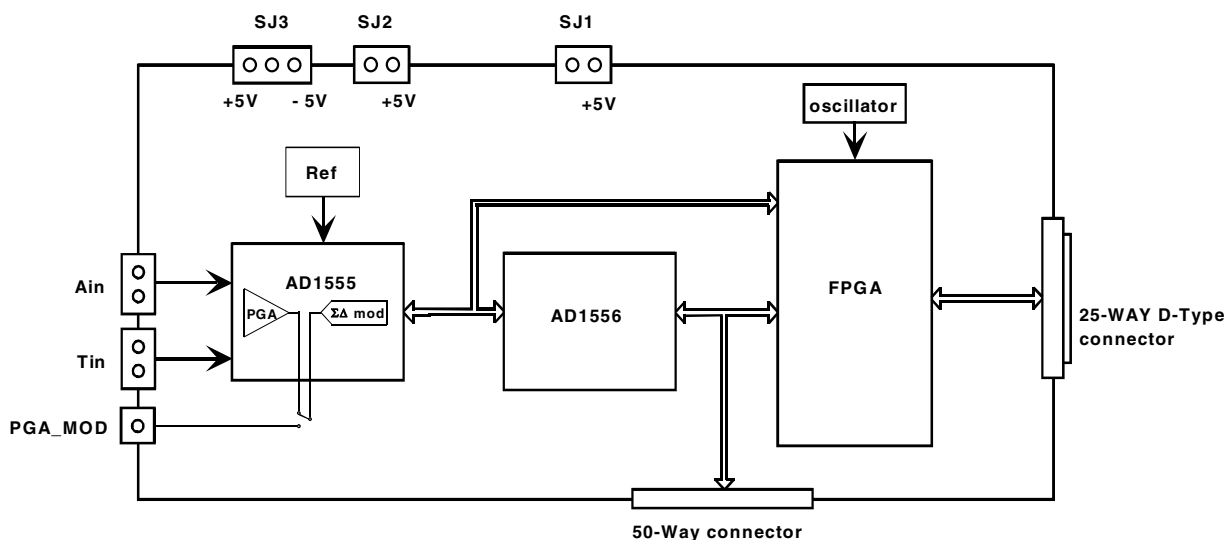 SJ3
SJ2
SJ1
+5V
- 5V
+5V
+5V
oscillator
Ref
AD1555
PGA
ΣΔ mod
AD1556
FPGA
Ain
Tin
PGA_MOD
25-WAY D-Type
connector
50-Way connector